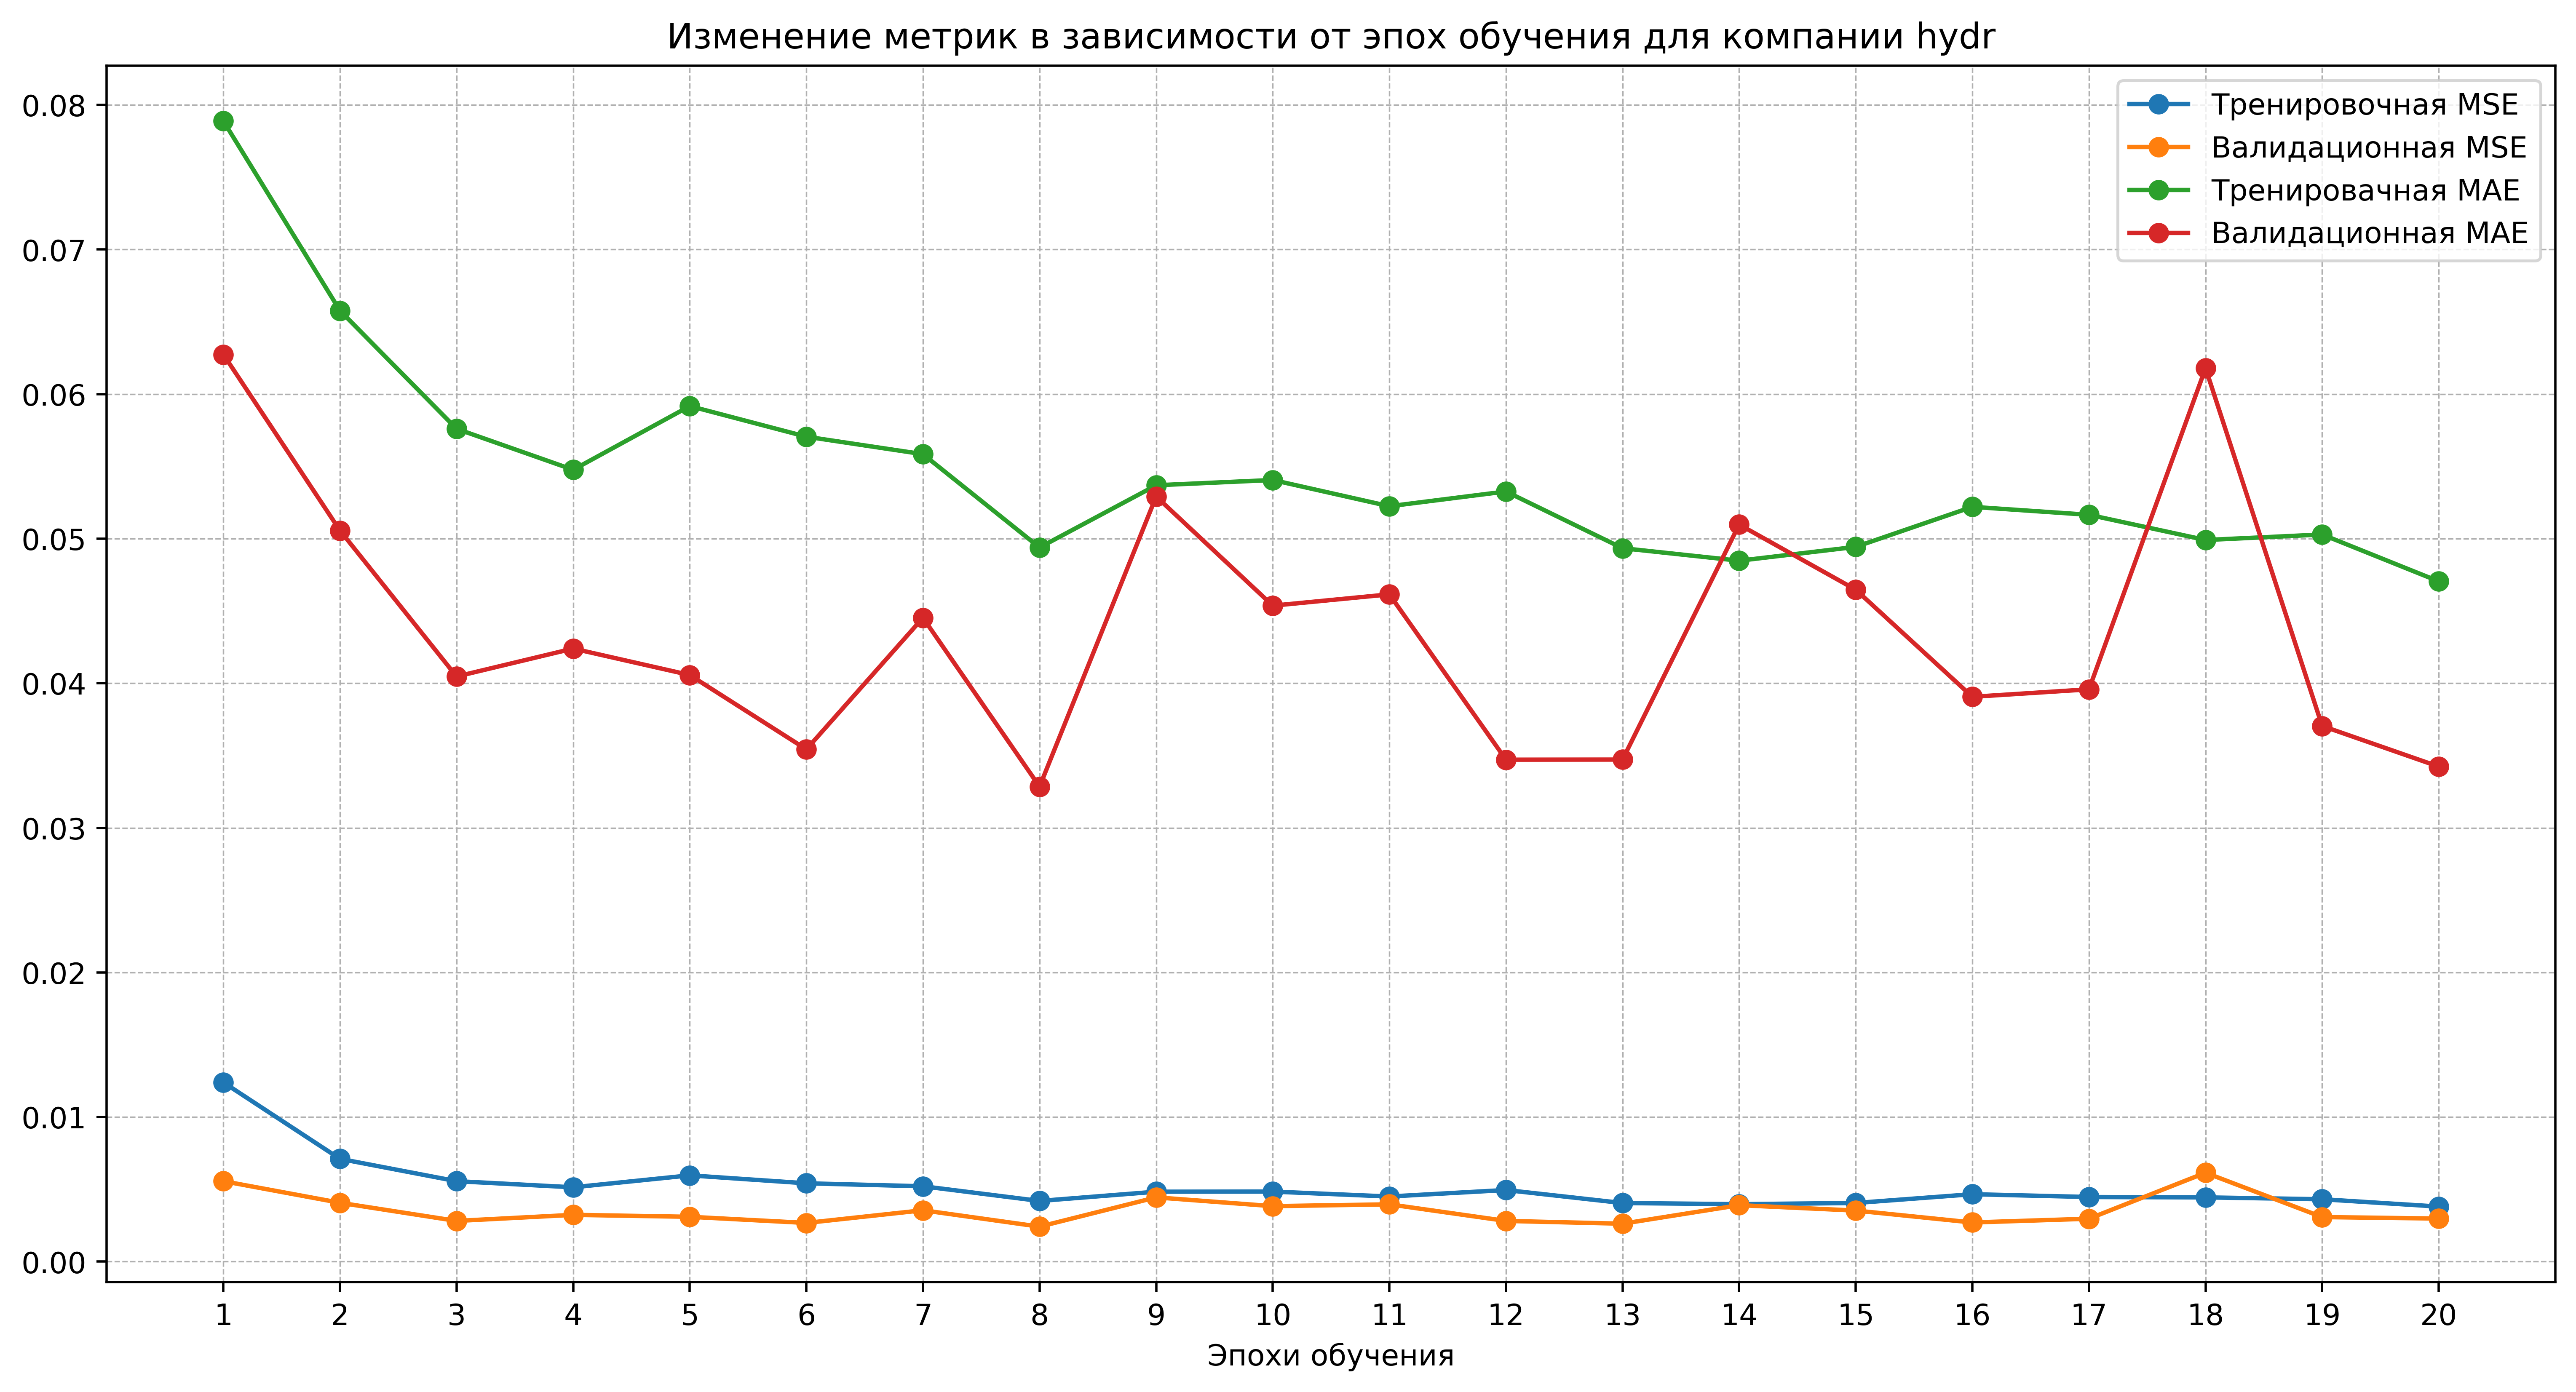 Изменение метрик в зависимости от эпох обучения для компании hydr
Тренировочная MSE
Валидационная MSE
Тренировачная MAE
Валидационная MAE
0.08
0.07
0.06
0.05
0.04
0.03
0.02
0.01
0.00
1 2 3 4 5 6 7 8 9 10 11 12 13 14 15 16 17 18 19 20
Эпохи обучения